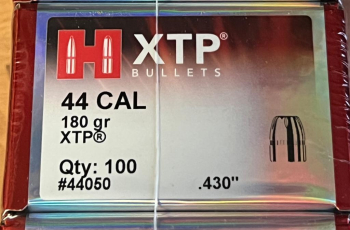 H XTP®
BULLETS
44 CAL
180 gr
XTP®
Qty: 100
#44050
.430"